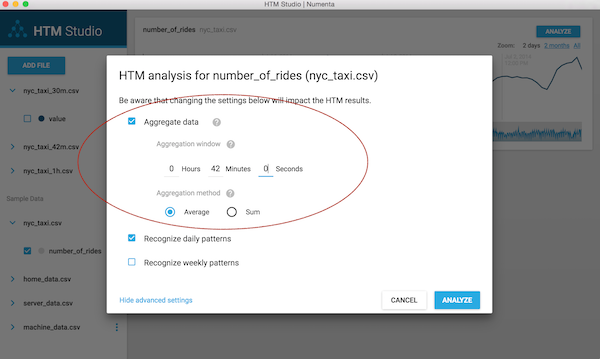 HTM Studio | Numenta
HTM Studio
ADD FILE
nyc_taxi_30m.csv
value
nyc_taxi_42m.csv
nyc_taxi_1h.csv
Sample Data
nyc_taxi.csv
number_of_rides
home_data.csv
server_data.csv
machine_data.csv
number_of_rides nyc_taxi.csv
ANALYZE
Zoom: 2 days 2 months All
HTM analysis for number_of_rides (nyc_taxi.csv)
Be aware that changing the settings below will impact the HTM results.
Aggregate data ?
Aggregation window ?
0 Hours 42 Minutes 0 Seconds
Aggregation method ?
Average Sum
Recognize daily patterns
Recognize weekly patterns
Hide advanced settings
CANCEL ANALYZE